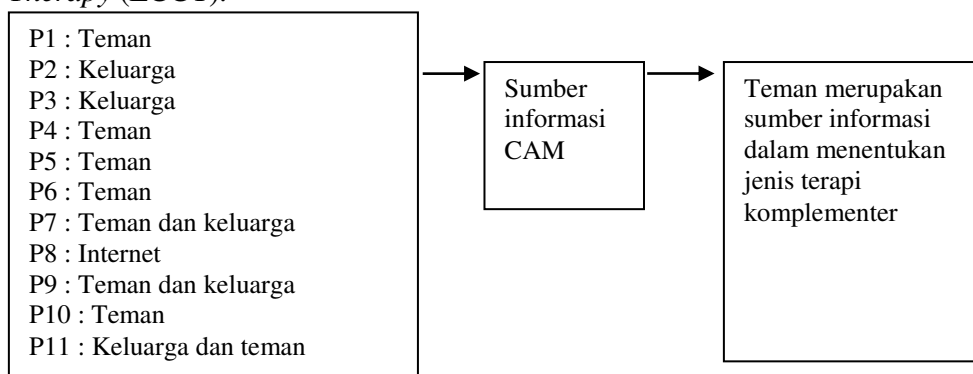 Therapy (ECCT).
P1 : Teman
P2 : Keluarga
P3 : Keluarga
P4 : Teman
P5 : Teman
P6 : Teman
P7 : Teman dan keluarga
P8 : Internet
P9 : Teman dan keluarga
P10 : Teman
P11 : Keluarga dan teman
Sumber
informasi
CAM
Teman merupakan
sumber informasi
dalam menentukan
jenis terapi
komplementer